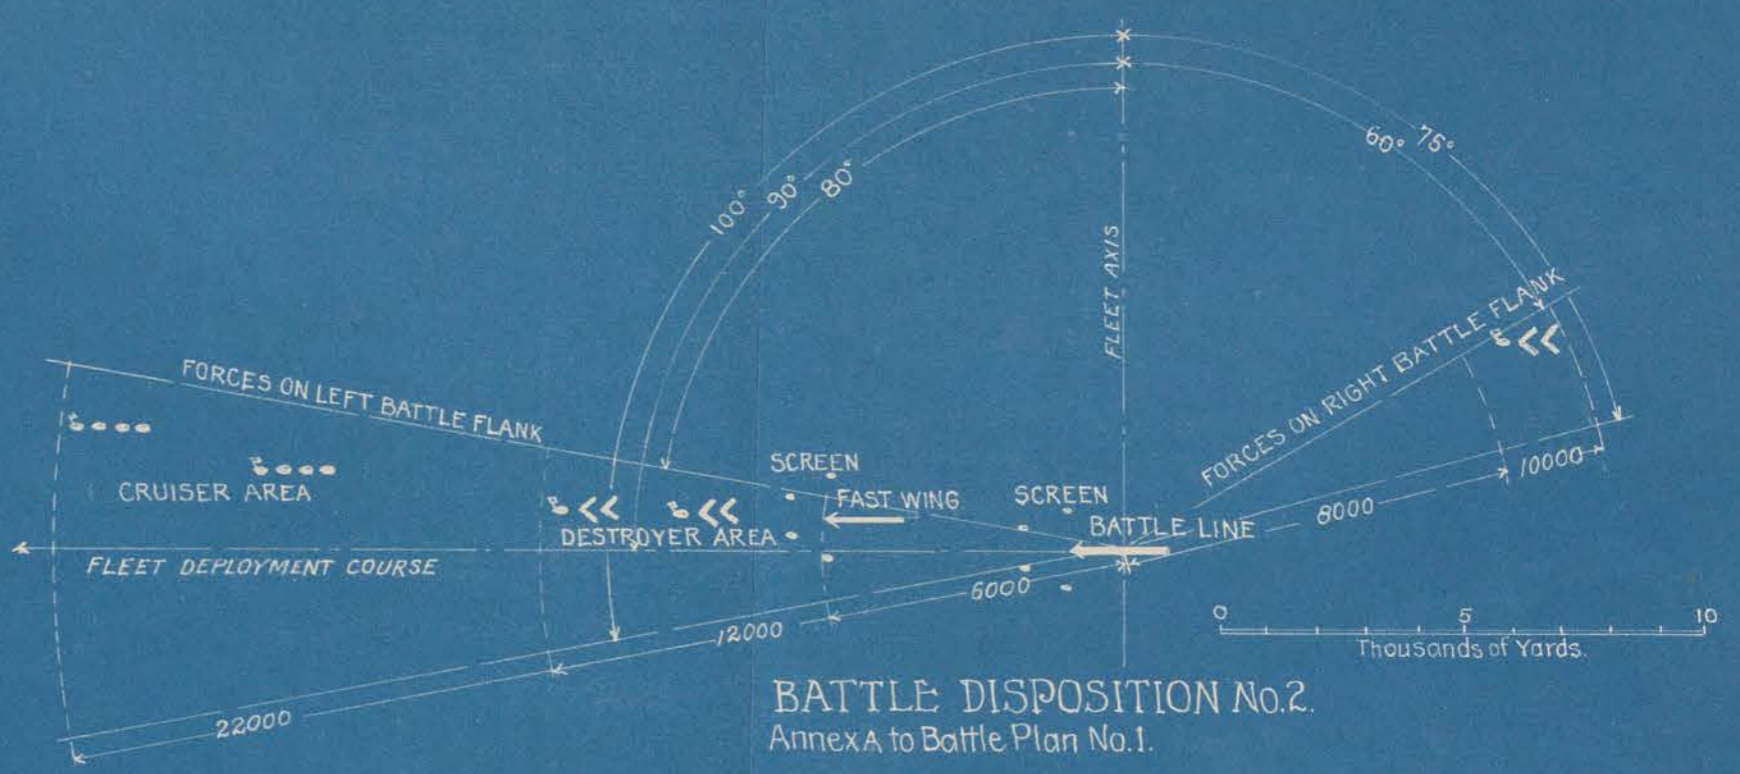 100°
90°
80°
60°
75°
FLEET AXIS
FORCES ON LEFT BATTLE FLANK
FORCES ON RIGHT BATTLE FLANK
CRUISER AREA
SCREEN
FAST WING
SCREEN
DESTROYER AREA
BATTLE LINE
FLEET DEPLOYMENT COURSE
6000
8000
10000
12000
22000
0 5 10
Thousands of Yards.
BATTLE DISPOSITION No.2.
Annex A to Battle Plan No.1.